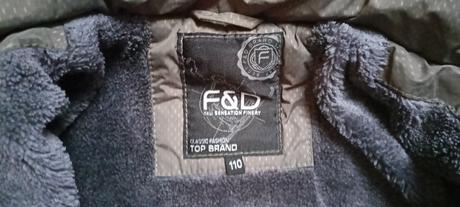 F
F&D
FALL SENSATION FINERY
CLASSIC FASHION
TOP BRAND
110